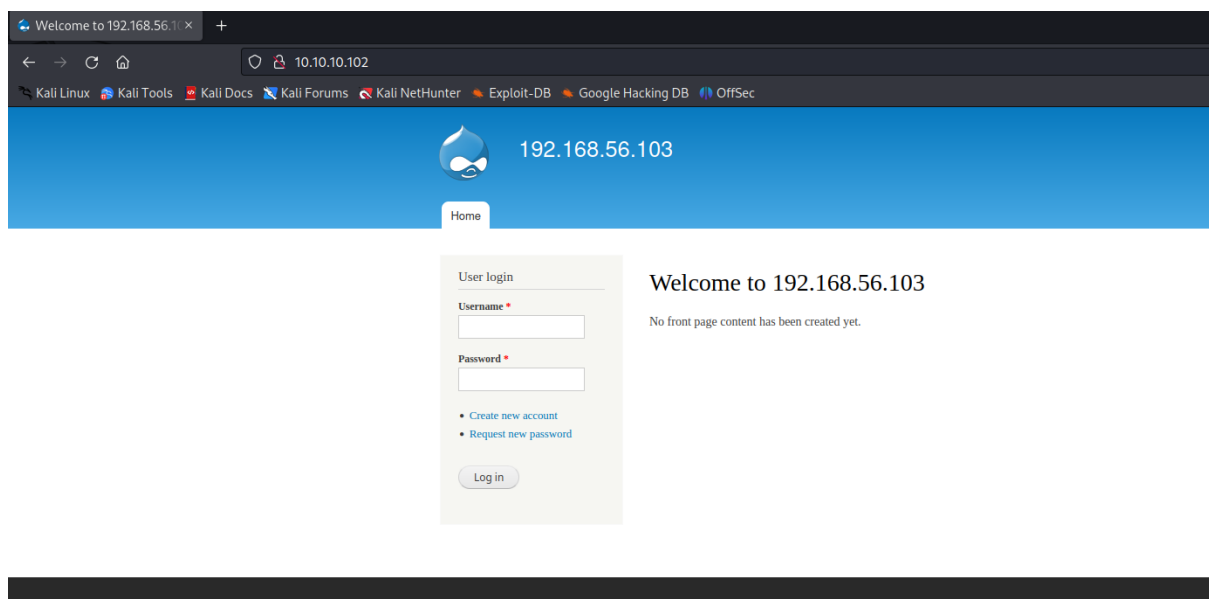 Welcome to 192.168.56.10
10.10.10.102
Kali Linux Kali Tools Kali Docs Kali Forums Kali NetHunter Exploit-DB Google Hacking DB OffSec
192.168.56.103
Home
User login
Username *
Password *
Create new account
Request new password
Log in
Welcome to 192.168.56.103
No front page content has been created yet.